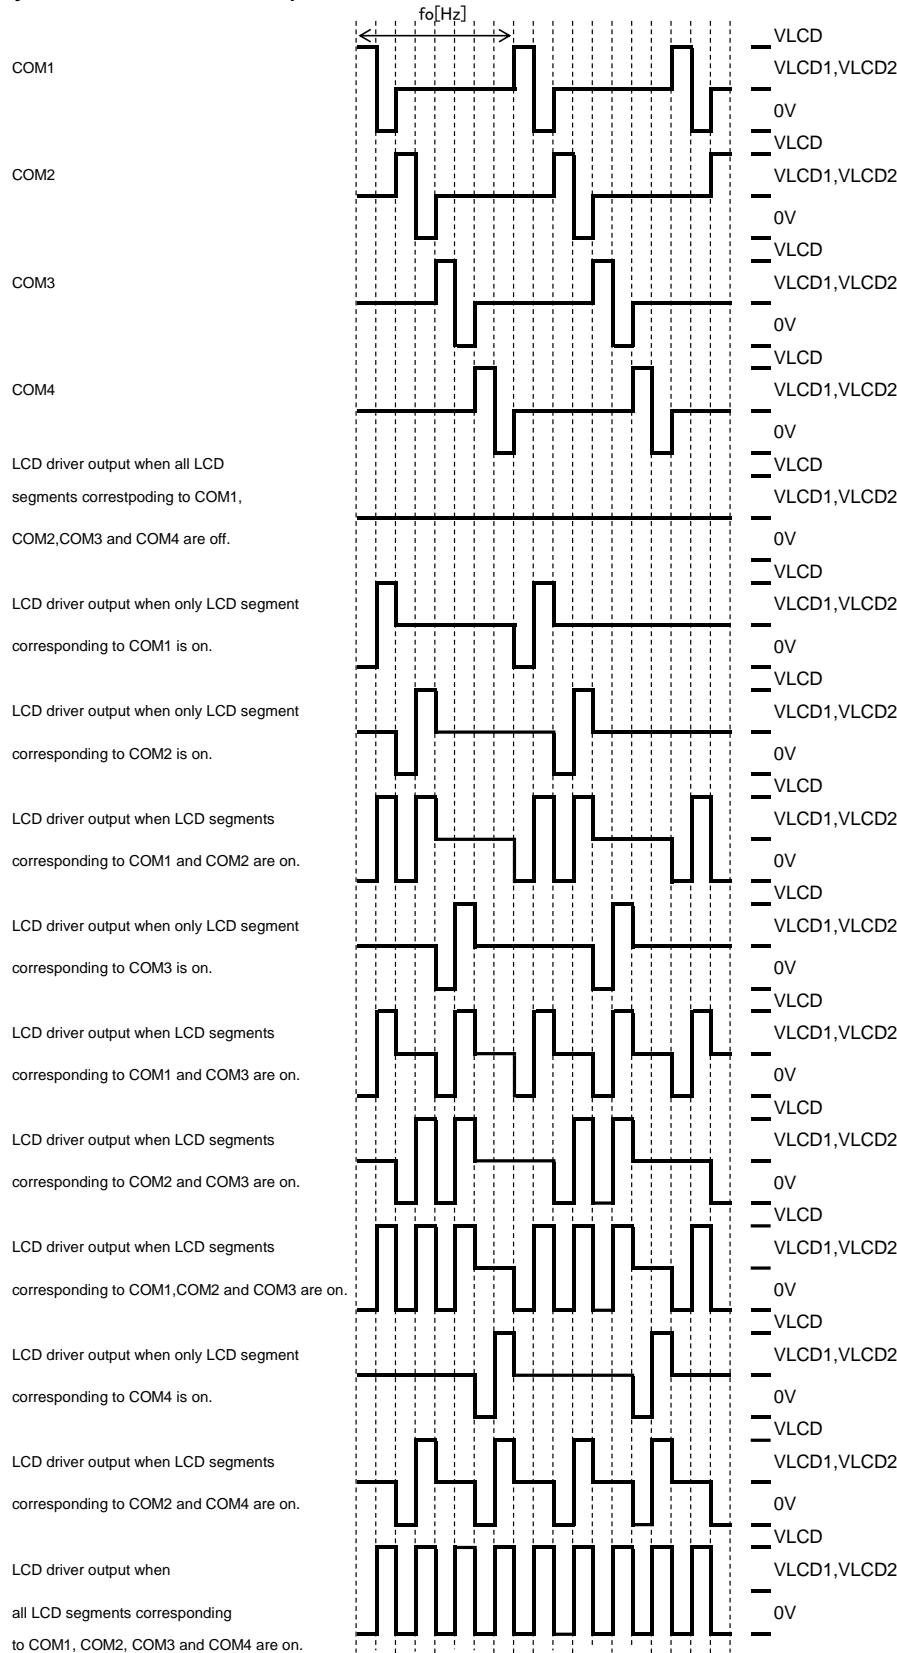 fo[Hz]
VLCD
COM1
VLCD1,VLCD2
0V
VLCD
COM2
VLCD1,VLCD2
0V
VLCD
COM3
VLCD1,VLCD2
0V
VLCD
COM4
VLCD1,VLCD2
0V
LCD driver output when all LCD
VLCD
segments correstpoding to COM1,
VLCD1,VLCD2
COM2,COM3 and COM4 are off.
0V
VLCD
LCD driver output when only LCD segment
VLCD1,VLCD2
corresponding to COM1 is on.
0V
VLCD
LCD driver output when only LCD segment
VLCD1,VLCD2
corresponding to COM2 is on.
0V
VLCD
LCD driver output when LCD segments
VLCD1,VLCD2
corresponding to COM1 and COM2 are on.
0V
VLCD
LCD driver output when only LCD segment
VLCD1,VLCD2
corresponding to COM3 is on.
0V
VLCD
LCD driver output when LCD segments
VLCD1,VLCD2
corresponding to COM1 and COM3 are on.
0V
VLCD
LCD driver output when LCD segments
VLCD1,VLCD2
corresponding to COM2 and COM3 are on.
0V
VLCD
LCD driver output when LCD segments
VLCD1,VLCD2
corresponding to COM1,COM2 and COM3 are on.
0V
VLCD
LCD driver output when only LCD segment
VLCD1,VLCD2
corresponding to COM4 is on.
0V
VLCD
LCD driver output when LCD segments
VLCD1,VLCD2
corresponding to COM2 and COM4 are on.
0V
VLCD
LCD driver output when
VLCD1,VLCD2
all LCD segments corresponding
0V
to COM1, COM2, COM3 and COM4 are on.